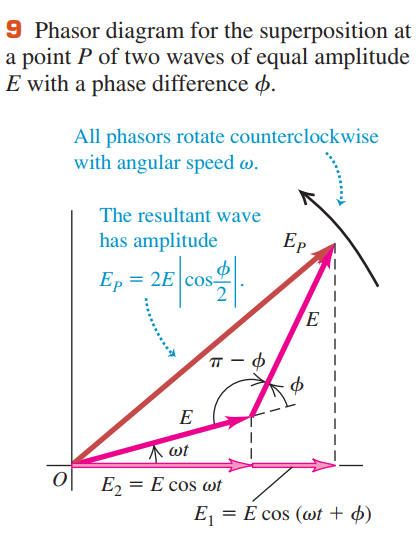 9 Phasor diagram for the superposition at
a point P of two waves of equal amplitude
E with a phase difference ϕ.
All phasors rotate counterclockwise
with angular speed ω.
The resultant wave
has amplitude
E_P = 2E |cos ϕ/2|.
E_P
E
π − ϕ
ϕ
E
ωt
O
E₂ = E cos ωt
E₁ = E cos (ωt + ϕ)